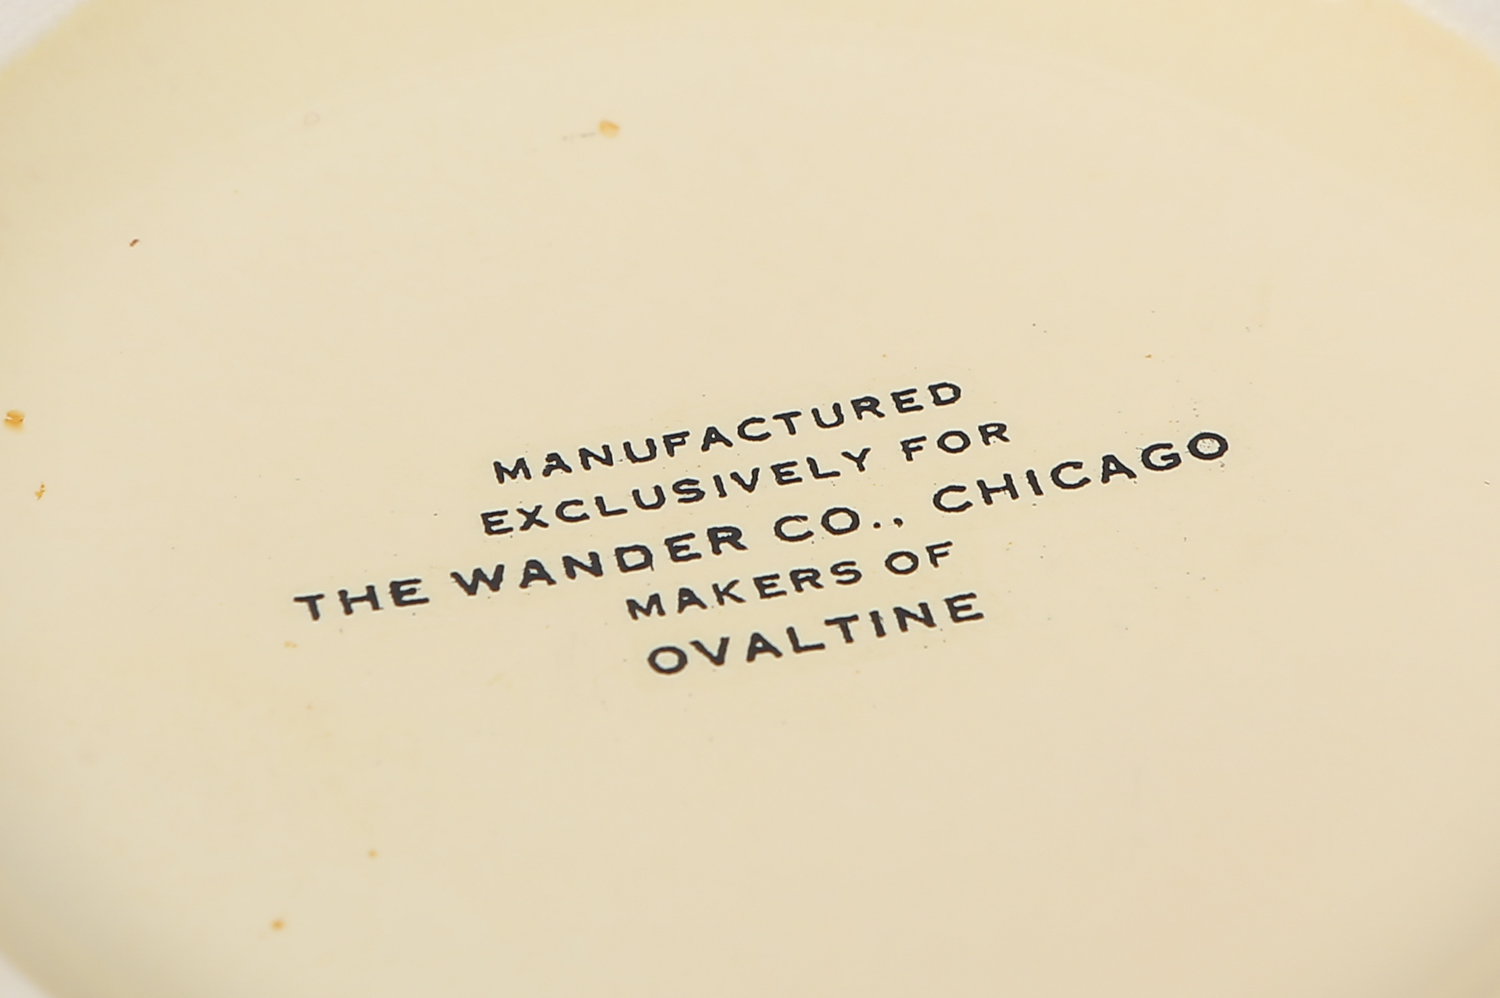 MANUFACTURED
EXCLUSIVELY FOR
THE WANDER CO., CHICAGO
MAKERS OF
OVALTINE